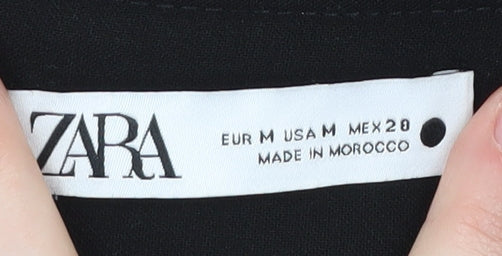 ZARA
EUR M USA M MEX 28
MADE IN MOROCCO